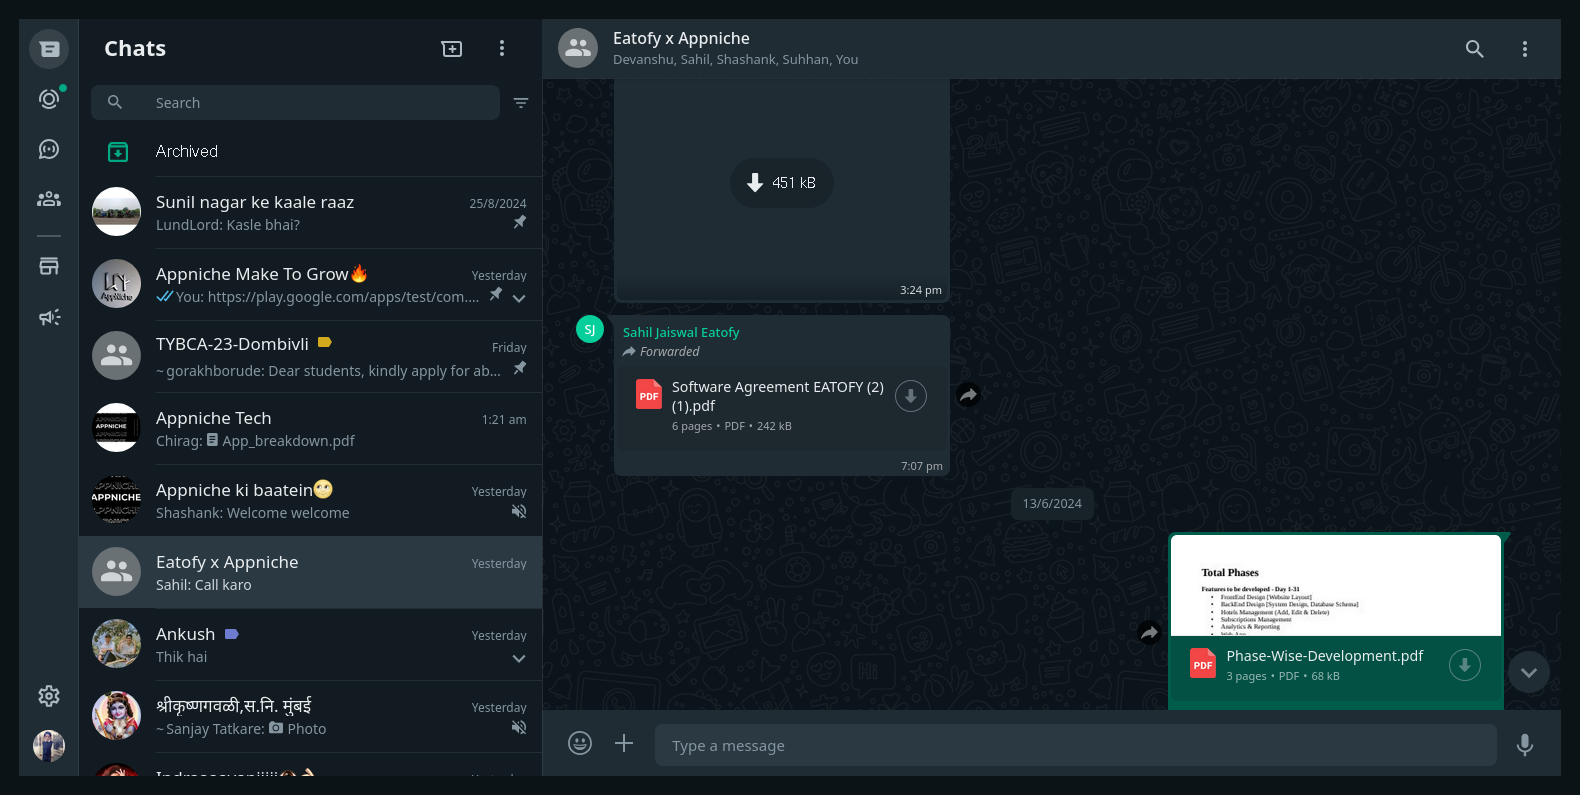 Chats
Search
Archived
Sunil nagar ke kaale raaz
25/8/2024
LundLord: Kasle bhai?
Appniche Make To Grow🔥
Yesterday
You: https://play.google.com/apps/test/com....
TYBCA-23-Dombivli
Friday
~ gorakhborude: Dear students, kindly apply for ab...
APPNICHE
Appniche Tech
1:21 am
Chirag: App_breakdown.pdf
APPNICHE
Appniche ki baatein😬
Yesterday
Shashank: Welcome welcome
Eatofy x Appniche
Yesterday
Sahil: Call karo
Ankush
Yesterday
Thik hai
श्रीकृष्णगवळी,स.नि. मुंबई
Yesterday
~ Sanjay Tatkare: Photo
Eatofy x Appniche
Devanshu, Sahil, Shashank, Suhhan, You
451 kB
3:24 pm
SJ
Sahil Jaiswal Eatofy
Forwarded
PDF
Software Agreement EATOFY (2)
(1).pdf
6 pages • PDF • 242 kB
7:07 pm
13/6/2024
Total Phases
Features to be developed - Day 1-31
• FrontEnd Design [Website Layout]
• BackEnd Design [System Design, Database Schema]
• Hotels Management (Add, Edit & Delete)
• Subscriptions Management
• Analytics & Reporting
PDF
Phase-Wise-Development.pdf
3 pages • PDF • 68 kB
Type a message